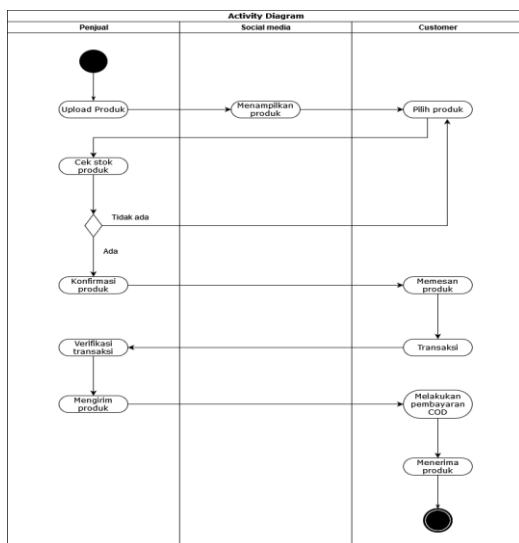 Activity Diagram
Penjual
Social media
Customer
Upload Produk
Menampilkan
produk
Pilih produk
Cek stok
produk
Tidak ada
Ada
Konfirmasi
produk
Memesan
produk
Verifikasi
transaksi
Transaksi
Mengirim
produk
Melakukan
pembayaran
COD
Menerima
produk